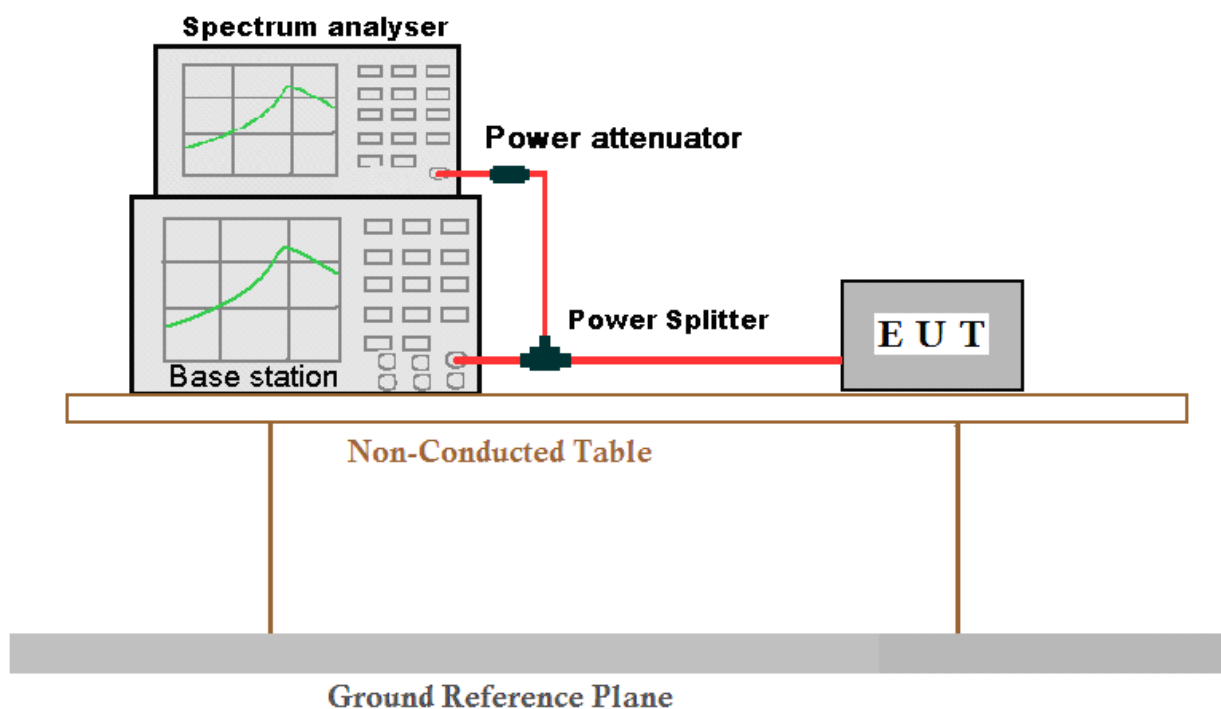 Spectrum analyser
Power attenuator
Power Splitter
E U T
Base station
Non-Conducted Table
Ground Reference Plane